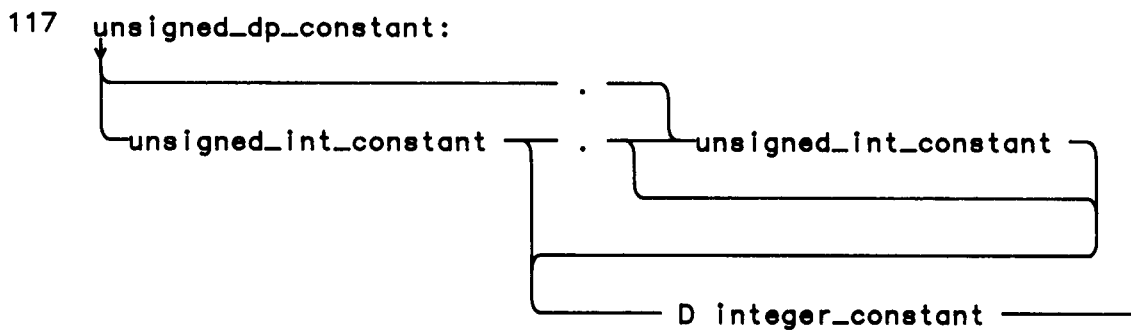 117 unsigned_dp_constant:
.
unsigned_int_constant . unsigned_int_constant
D integer_constant